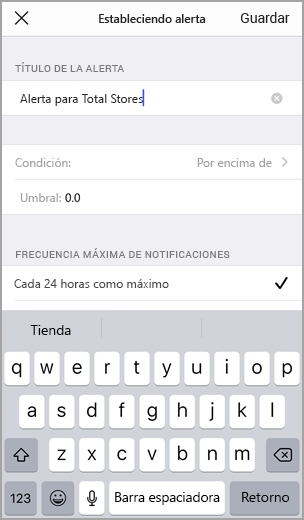 Estableciendo alerta Guardar
TÍTULO DE LA ALERTA
Alerta para Total Stores
Condición: Por encima de
Umbral: 0.0
FRECUENCIA MÁXIMA DE NOTIFICACIONES
Cada 24 horas como máximo
Tienda
q w e r t y u i o p
a s d f g h j k l
z x c v b n m
123 Barra espaciadora Retorno